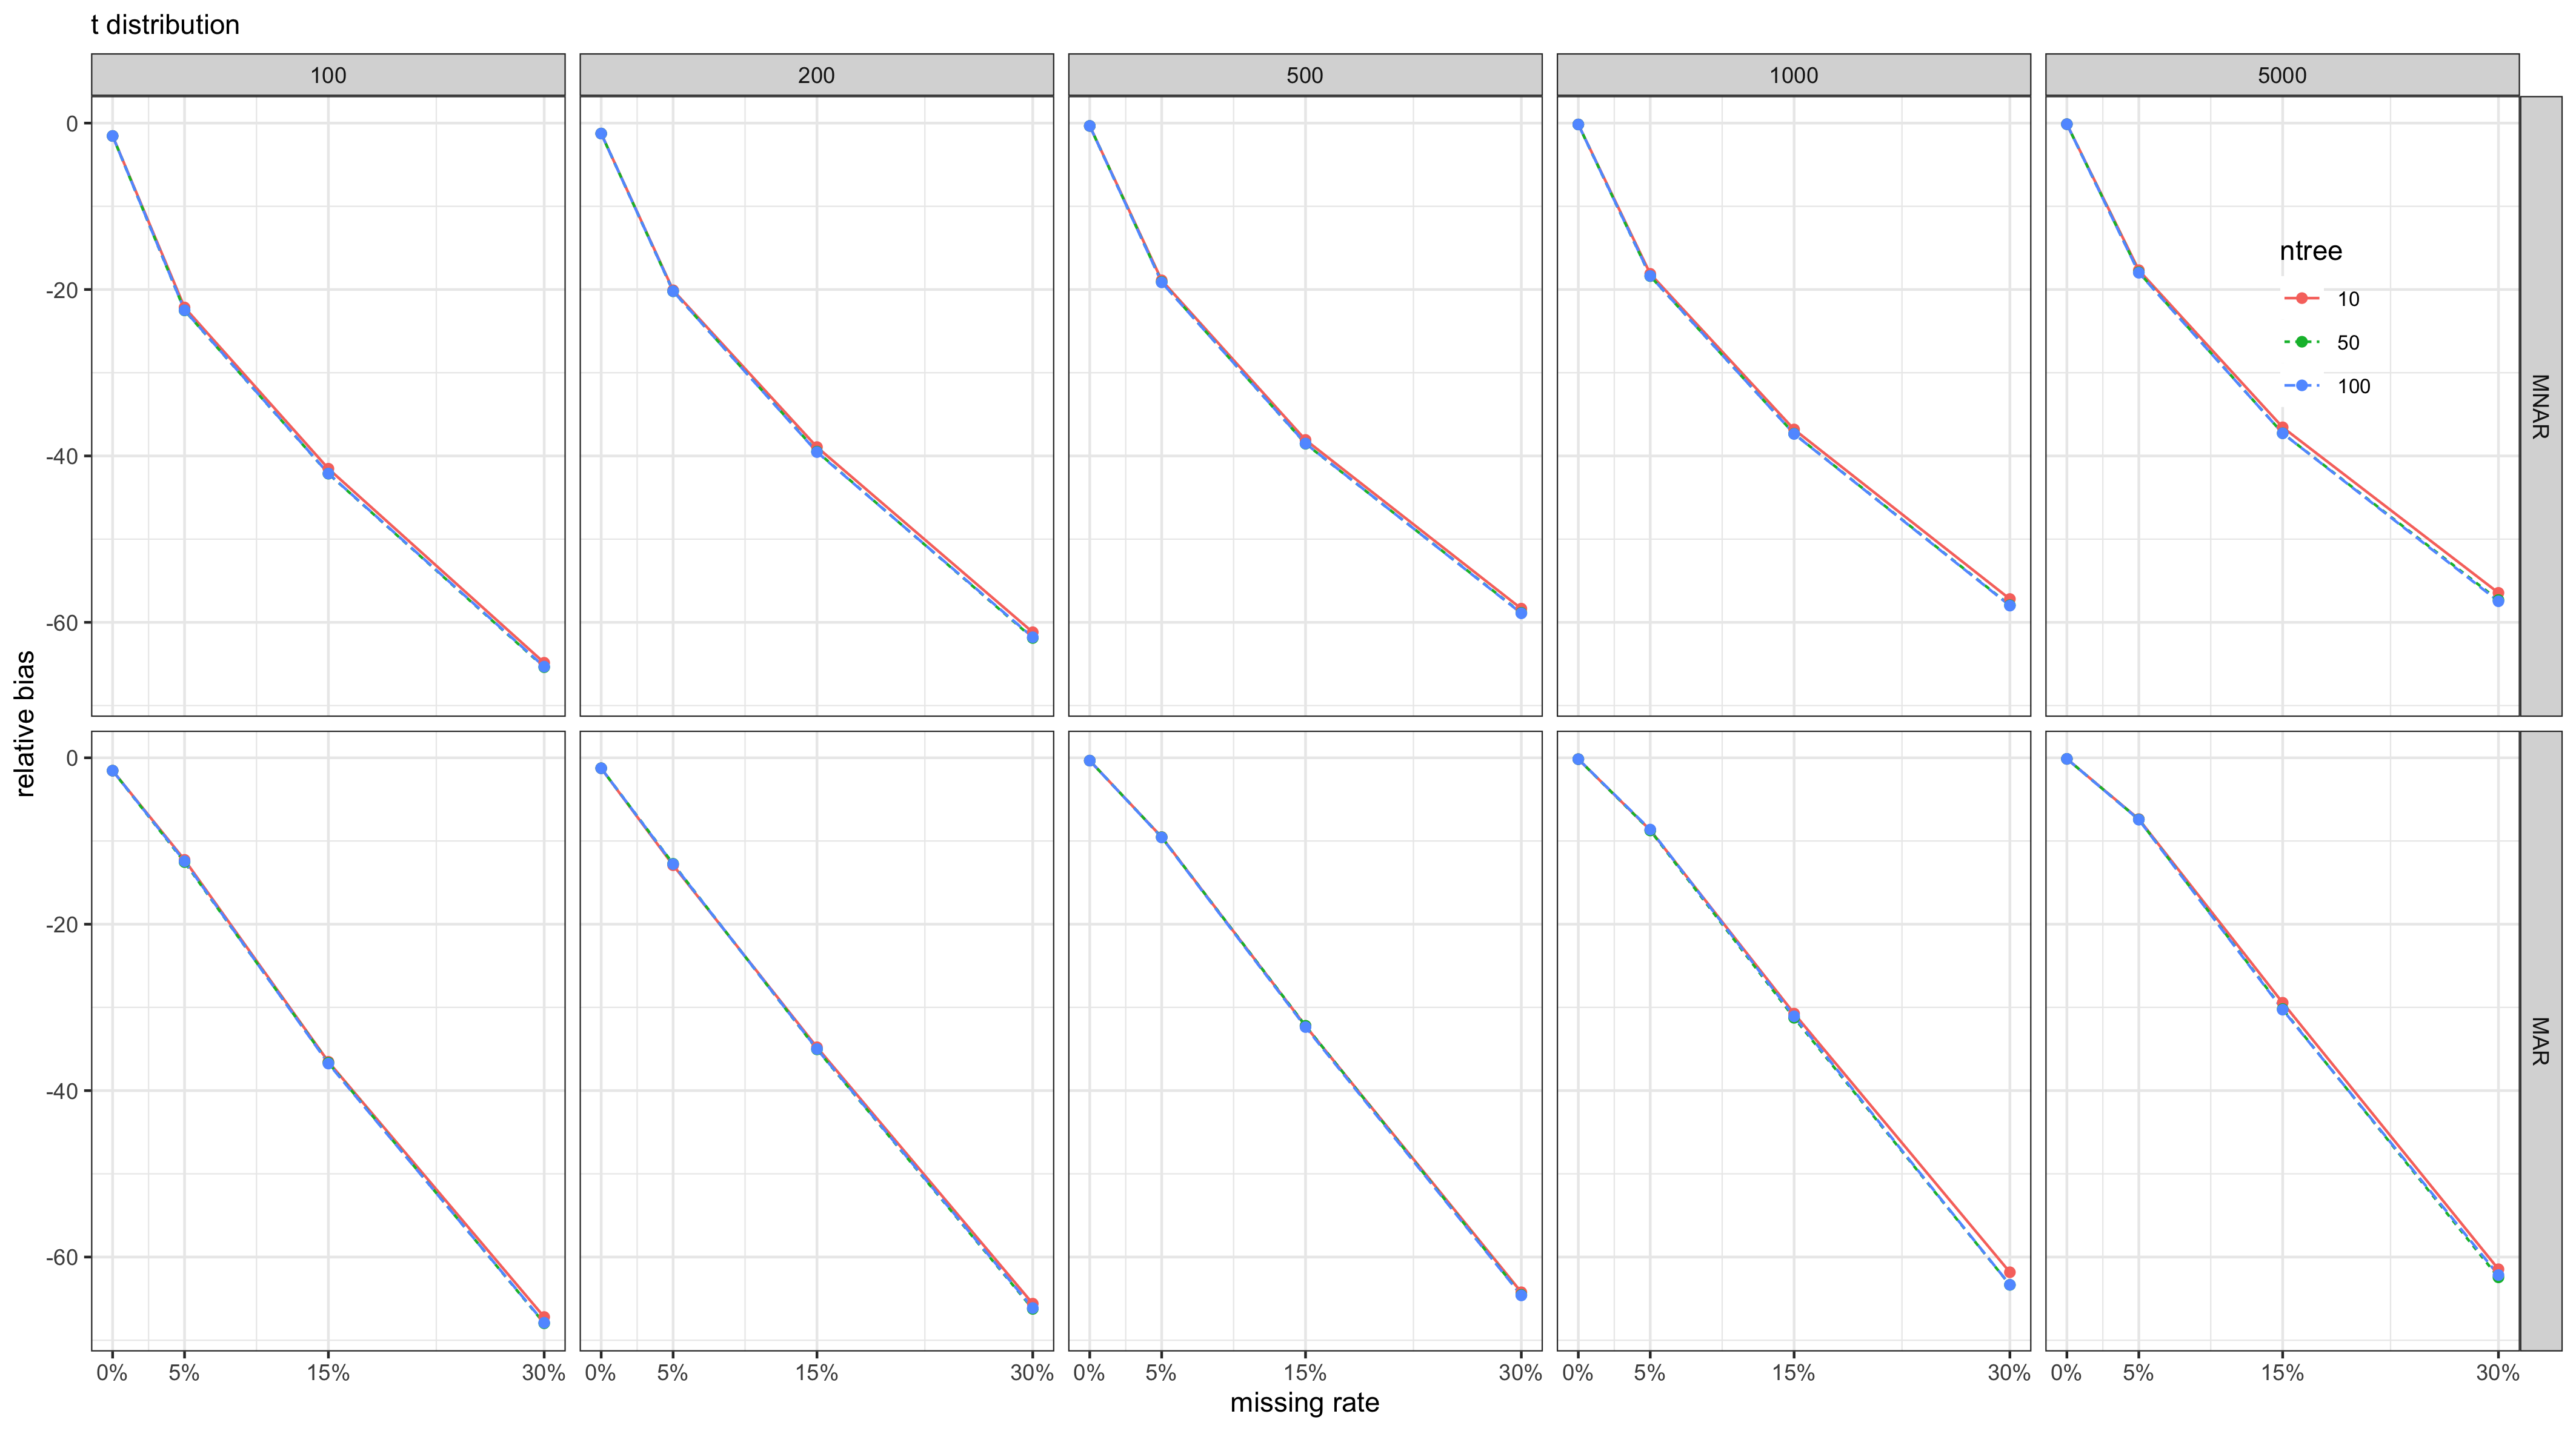 t distribution
100 200 500 1000 5000
0
-20
-40
-60
MNAR
ntree
10
50
100
relative bias
0
-20
-40
-60
MAR
0% 5% 15% 30% 0% 5% 15% 30% 0% 5% 15% 30% 0% 5% 15% 30% 0% 5% 15% 30%
missing rate